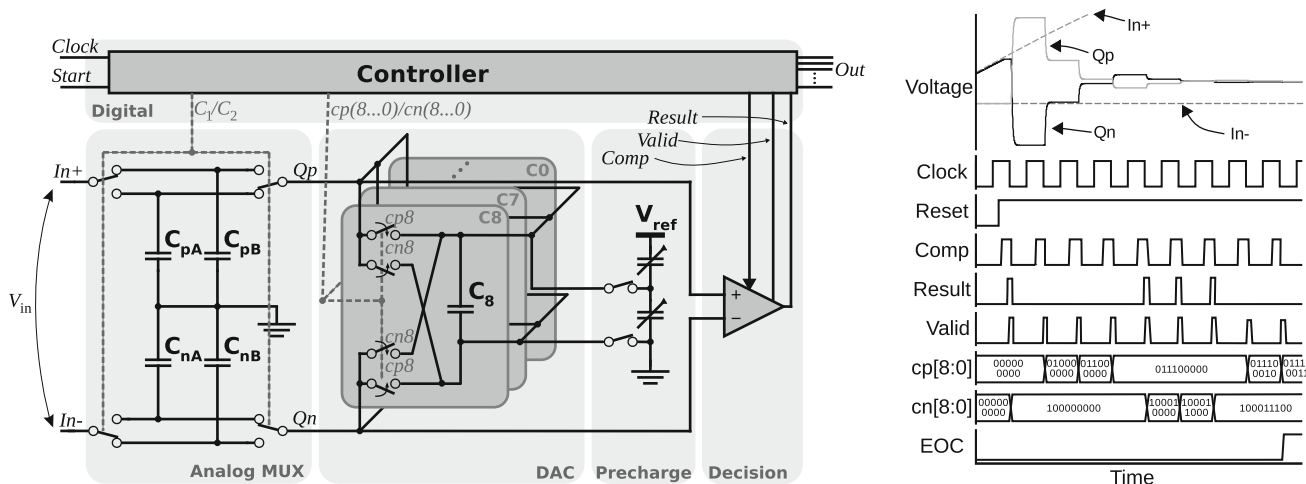 Clock
Start
Controller
Out
Digital
C1/C2
cp(8...0)/cn(8...0)
Result
Valid
Comp
In+
Qp
C0
C7
C8
cp8
cn8
Vref
CpA
CpB
C8
Vin
+
−
CnA
CnB
cn8
cp8
In-
Qn
Analog MUX
DAC
Precharge
Decision
In+
Qp
Voltage
Qn
In-
Clock
Reset
Comp
Result
Valid
cp[8:0]
00000
0000
01000
0000
01100
0000
011100000
01110
0010
cn[8:0]
00000
0000
100000000
10001
0000
10001
1000
100011100
EOC
Time